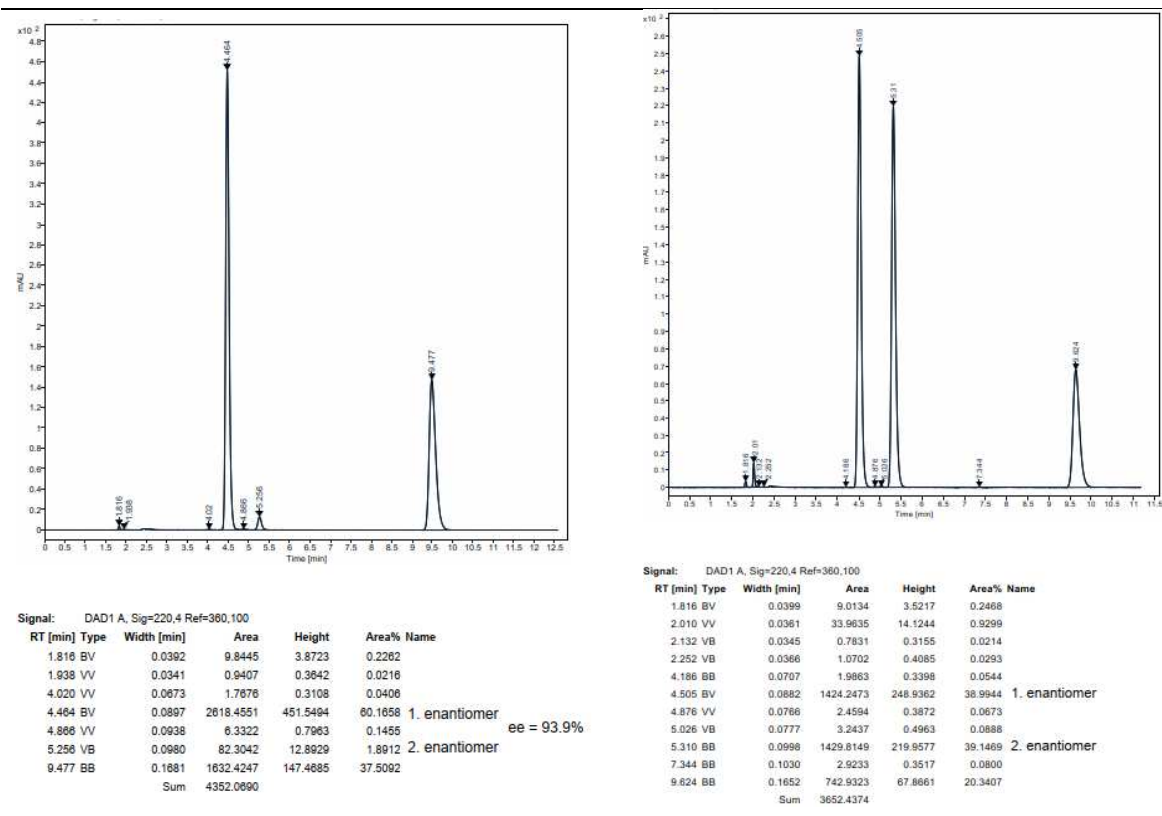 x10 2
4.8
4.6
4.4
4.2
4
3.8
3.6
3.4
3.2
3
2.8
2.6
2.4
2.2
2
1.8
1.6
1.4
1.2
1
0.8
0.6
0.4
0.2
0
mAU
1.816
1.938
4.02
4.464
4.866
5.256
9.477
0 0.5 1 1.5 2 2.5 3 3.5 4 4.5 5 5.5 6 6.5 7 7.5 8 8.5 9 9.5 10 10.5 11 11.5 12 12.5
Time [min]
Signal: DAD1 A, Sig=220,4 Ref=360,100
RT [min] Type Width [min] Area Height Area% Name
1.816 BV 0.0392 9.8445 3.8723 0.2262
1.938 VV 0.0341 0.9407 0.3642 0.0216
4.020 VV 0.0673 1.7676 0.3108 0.0406
4.464 BV 0.0897 2618.4551 451.5494 60.1658 1. enantiomer
4.866 VV 0.0938 6.3322 0.7963 0.1455
ee = 93.9%
5.256 VB 0.0980 82.3042 12.8929 1.8912 2. enantiomer
9.477 BB 0.1681 1632.4247 147.4685 37.5092
Sum 4352.0690
x10 2
2.6
2.5
2.4
2.3
2.2
2.1
2
1.9
1.8
1.7
1.6
1.5
1.4
1.3
1.2
1.1
1
0.9
0.8
0.7
0.6
0.5
0.4
0.3
0.2
0.1
0
mAU
1.816
2.01
2.132
2.252
4.186
4.505
4.876
5.026
5.31
7.344
9.624
0 0.5 1 1.5 2 2.5 3 3.5 4 4.5 5 5.5 6 6.5 7 7.5 8 8.5 9 9.5 10 10.5 11 11.5
Time [min]
Signal: DAD1 A, Sig=220,4 Ref=360,100
RT [min] Type Width [min] Area Height Area% Name
1.816 BV 0.0399 9.0134 3.5217 0.2468
2.010 VV 0.0361 33.9635 14.1244 0.9299
2.132 VB 0.0345 0.7831 0.3155 0.0214
2.252 VB 0.0366 1.0702 0.4085 0.0293
4.186 BB 0.0707 1.9863 0.3398 0.0544
4.505 BV 0.0882 1424.2473 248.9362 38.9944 1. enantiomer
4.876 VV 0.0766 2.4594 0.3872 0.0673
5.026 VB 0.0777 3.2437 0.4963 0.0888
5.310 BB 0.0998 1429.8149 219.9577 39.1469 2. enantiomer
7.344 BB 0.1030 2.9233 0.3517 0.0800
9.624 BB 0.1652 742.9323 67.8661 20.3407
Sum 3652.4374